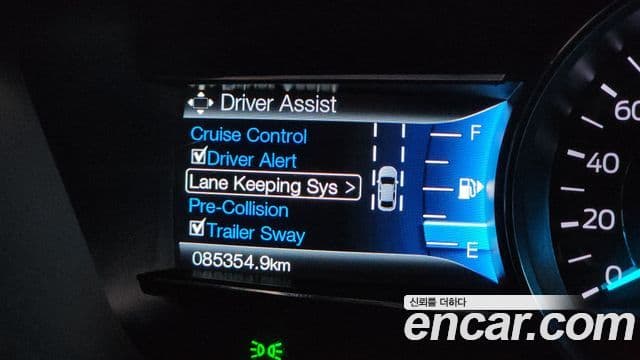 Driver Assist
Cruise Control
Driver Alert
Lane Keeping Sys >
Pre-Collision
Trailer Sway
085354.9km
F
E
60
40
20
0
신뢰를 더하다
encar.com